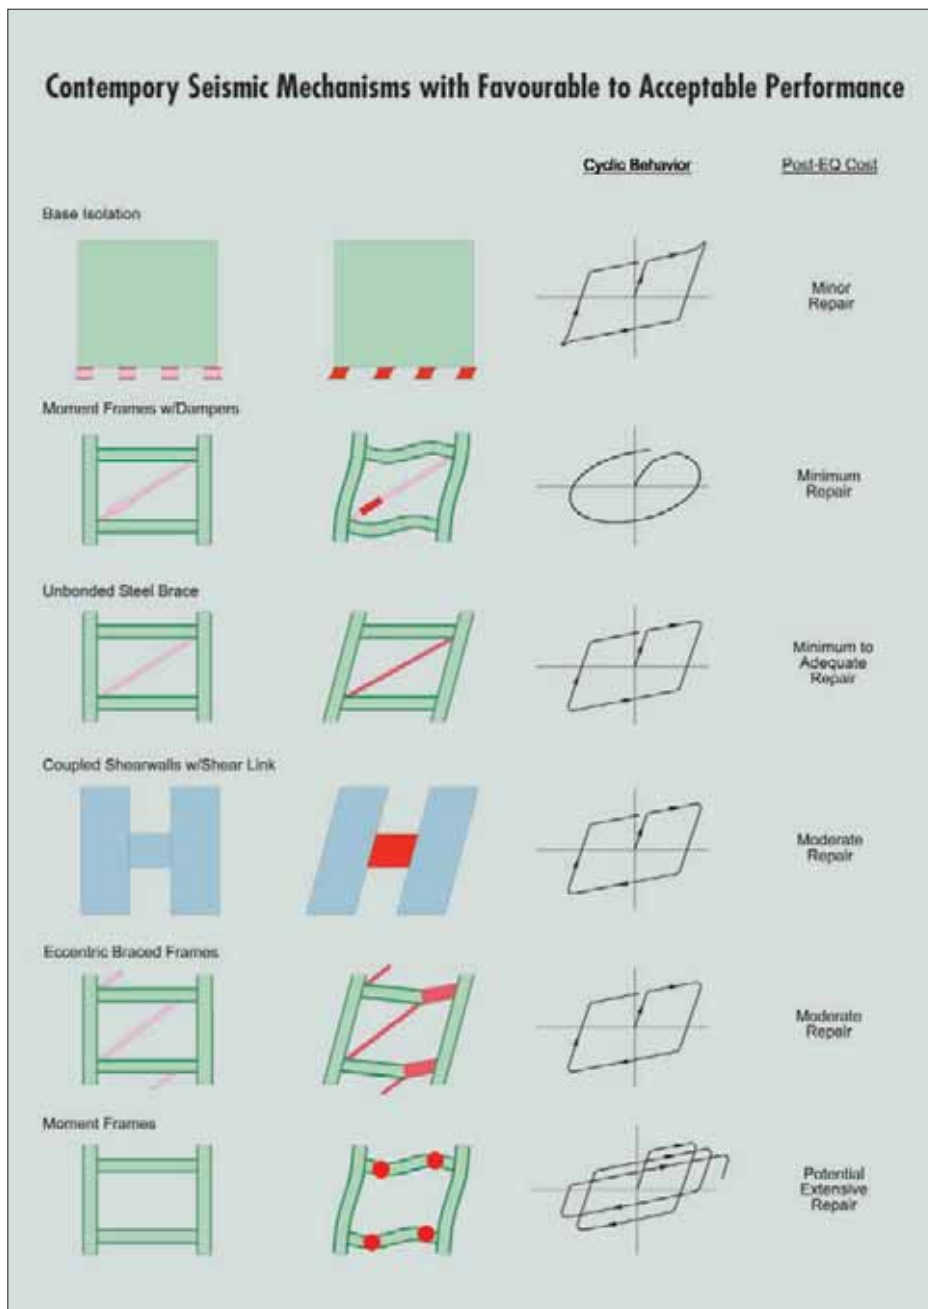 Contempory Seismic Mechanisms with Favourable to Acceptable Performance
Cyclic Behavior
Post-EQ Cost
Base Isolation
Minor
Repair
Moment Frames w/Dampers
Minimum
Repair
Unbonded Steel Brace
Minimum to
Adequate
Repair
Coupled Shearwalls w/Shear Link
Moderate
Repair
Eccentric Braced Frames
Moderate
Repair
Moment Frames
Potential
Extensive
Repair